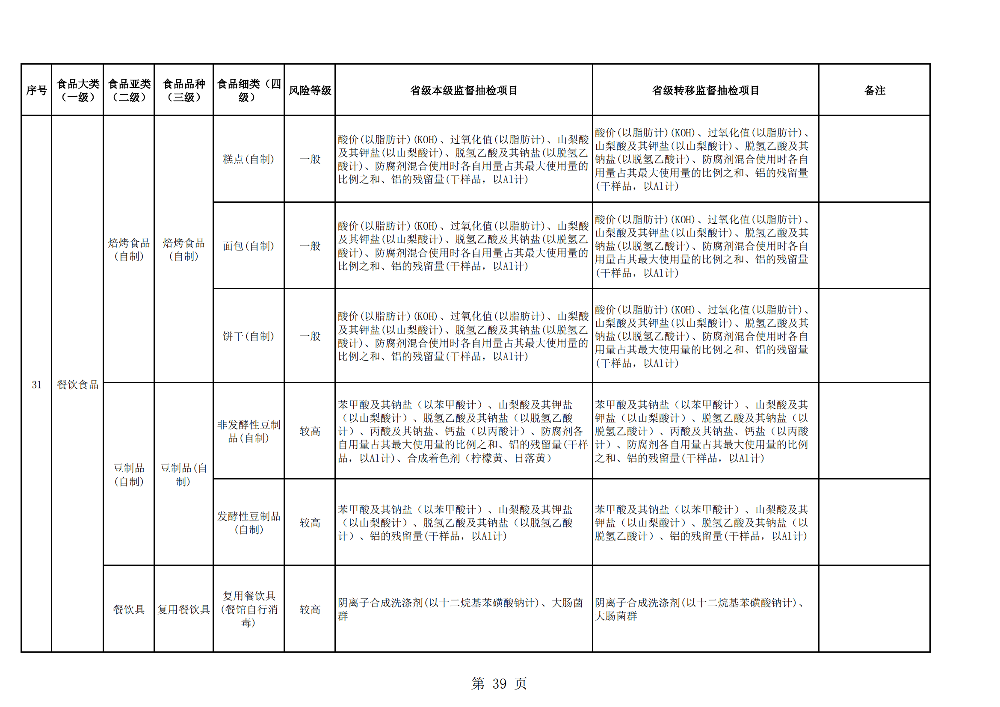 序号
食品大类
（一级）
食品亚类
（二级）
食品品种
（三级）
食品细类（四
级）
风险等级
省级本级监督抽检项目
省级转移监督抽检项目
备注
31
餐饮食品
焙烤食品
(自制)
焙烤食品
(自制)
糕点(自制)
一般
酸价(以脂肪计)(KOH)、过氧化值(以脂肪计)、山梨酸
及其钾盐(以山梨酸计)、脱氢乙酸及其钠盐(以脱氢乙
酸计)、防腐剂混合使用时各自用量占其最大使用量的
比例之和、铝的残留量(干样品，以Al计)
酸价(以脂肪计)(KOH)、过氧化值(以脂肪计)、
山梨酸及其钾盐(以山梨酸计)、脱氢乙酸及其
钠盐(以脱氢乙酸计)、防腐剂混合使用时各自
用量占其最大使用量的比例之和、铝的残留量
(干样品，以Al计)
面包(自制)
一般
酸价(以脂肪计)(KOH)、过氧化值(以脂肪计)、山梨酸
及其钾盐(以山梨酸计)、脱氢乙酸及其钠盐(以脱氢乙
酸计)、防腐剂混合使用时各自用量占其最大使用量的
比例之和、铝的残留量(干样品，以Al计)
酸价(以脂肪计)(KOH)、过氧化值(以脂肪计)、
山梨酸及其钾盐(以山梨酸计)、脱氢乙酸及其
钠盐(以脱氢乙酸计)、防腐剂混合使用时各自
用量占其最大使用量的比例之和、铝的残留量
(干样品，以Al计)
饼干(自制)
一般
酸价(以脂肪计)(KOH)、过氧化值(以脂肪计)、山梨酸
及其钾盐(以山梨酸计)、脱氢乙酸及其钠盐(以脱氢乙
酸计)、防腐剂混合使用时各自用量占其最大使用量的
比例之和、铝的残留量(干样品，以Al计)
酸价(以脂肪计)(KOH)、过氧化值(以脂肪计)、
山梨酸及其钾盐(以山梨酸计)、脱氢乙酸及其
钠盐(以脱氢乙酸计)、防腐剂混合使用时各自
用量占其最大使用量的比例之和、铝的残留量
(干样品，以Al计)
豆制品
(自制)
豆制品(自
制)
非发酵性豆制
品(自制)
较高
苯甲酸及其钠盐（以苯甲酸计）、山梨酸及其钾盐
（以山梨酸计）、脱氢乙酸及其钠盐（以脱氢乙酸
计）、丙酸及其钠盐、钙盐（以丙酸计）、防腐剂各
自用量占其最大使用量的比例之和、铝的残留量(干样
品，以Al计)、合成着色剂（柠檬黄、日落黄）
苯甲酸及其钠盐（以苯甲酸计）、山梨酸及其
钾盐（以山梨酸计）、脱氢乙酸及其钠盐（以
脱氢乙酸计）、丙酸及其钠盐、钙盐（以丙酸
计）、防腐剂各自用量占其最大使用量的比例
之和、铝的残留量(干样品，以Al计)
发酵性豆制品
(自制)
较高
苯甲酸及其钠盐（以苯甲酸计）、山梨酸及其钾盐
（以山梨酸计）、脱氢乙酸及其钠盐（以脱氢乙酸
计）、铝的残留量(干样品，以Al计)
苯甲酸及其钠盐（以苯甲酸计）、山梨酸及其
钾盐（以山梨酸计）、脱氢乙酸及其钠盐（以
脱氢乙酸计）、铝的残留量(干样品，以Al计)
餐饮具
复用餐饮具
复用餐饮具
(餐馆自行消
毒)
较高
阴离子合成洗涤剂(以十二烷基苯磺酸钠计)、大肠菌
群
阴离子合成洗涤剂(以十二烷基苯磺酸钠计)、
大肠菌群
第 39 页